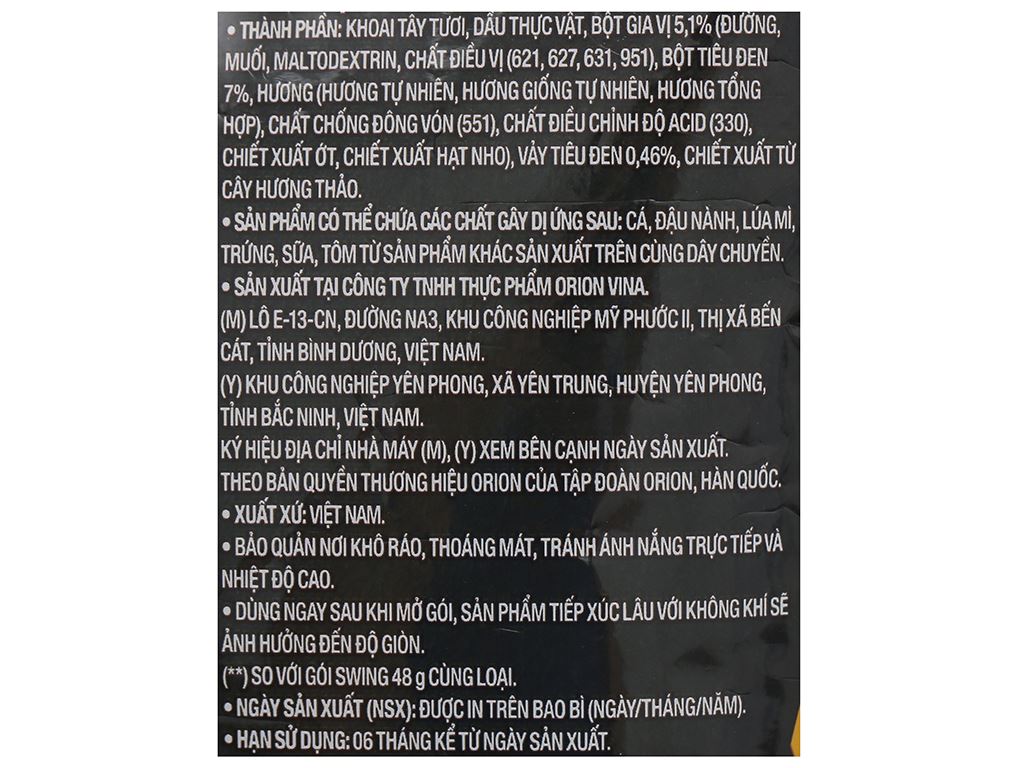 • THÀNH PHẦN: KHOAI TÂY TƯƠI, DẦU THỰC VẬT, BỘT GIA VỊ 5,1% (ĐƯỜNG,
MUỐI, MALTODEXTRIN, CHẤT ĐIỀU VỊ (621, 627, 631, 951), BỘT TIÊU ĐEN
7%, HƯƠNG (HƯƠNG TỰ NHIÊN, HƯƠNG GIỐNG TỰ NHIÊN, HƯƠNG TỔNG
HỢP), CHẤT CHỐNG ĐÔNG VÓN (551), CHẤT ĐIỀU CHỈNH ĐỘ ACID (330),
CHIẾT XUẤT ỚT, CHIẾT XUẤT HẠT NHO), VẢY TIÊU ĐEN 0,46%, CHIẾT XUẤT TỪ
CÂY HƯƠNG THẢO.
• SẢN PHẨM CÓ THỂ CHỨA CÁC CHẤT GÂY DỊ ỨNG SAU: CÁ, ĐẬU NÀNH, LÚA MÌ,
TRỨNG, SỮA, TÔM TỪ SẢN PHẨM KHÁC SẢN XUẤT TRÊN CÙNG DÂY CHUYỀN.
• SẢN XUẤT TẠI CÔNG TY TNHH THỰC PHẨM ORION VINA.
(M) LÔ E-13-CN, ĐƯỜNG NA3, KHU CÔNG NGHIỆP MỸ PHƯỚC II, THỊ XÃ BẾN
CÁT, TỈNH BÌNH DƯƠNG, VIỆT NAM.
(Y) KHU CÔNG NGHIỆP YÊN PHONG, XÃ YÊN TRUNG, HUYỆN YÊN PHONG,
TỈNH BẮC NINH, VIỆT NAM.
KÝ HIỆU ĐỊA CHỈ NHÀ MÁY (M), (Y) XEM BÊN CẠNH NGÀY SẢN XUẤT.
THEO BẢN QUYỀN THƯƠNG HIỆU ORION CỦA TẬP ĐOÀN ORION, HÀN QUỐC.
• XUẤT XỨ: VIỆT NAM.
• BẢO QUẢN NƠI KHÔ RÁO, THOÁNG MÁT, TRÁNH ÁNH NẮNG TRỰC TIẾP VÀ
NHIỆT ĐỘ CAO.
• DÙNG NGAY SAU KHI MỞ GÓI, SẢN PHẨM TIẾP XÚC LÂU VỚI KHÔNG KHÍ SẼ
ẢNH HƯỞNG ĐẾN ĐỘ GIÒN.
(**) SO VỚI GÓI SWING 48 g CÙNG LOẠI.
• NGÀY SẢN XUẤT (NSX): ĐƯỢC IN TRÊN BAO BÌ (NGÀY/THÁNG/NĂM).
• HẠN SỬ DỤNG: 06 THÁNG KỂ TỪ NGÀY SẢN XUẤT.